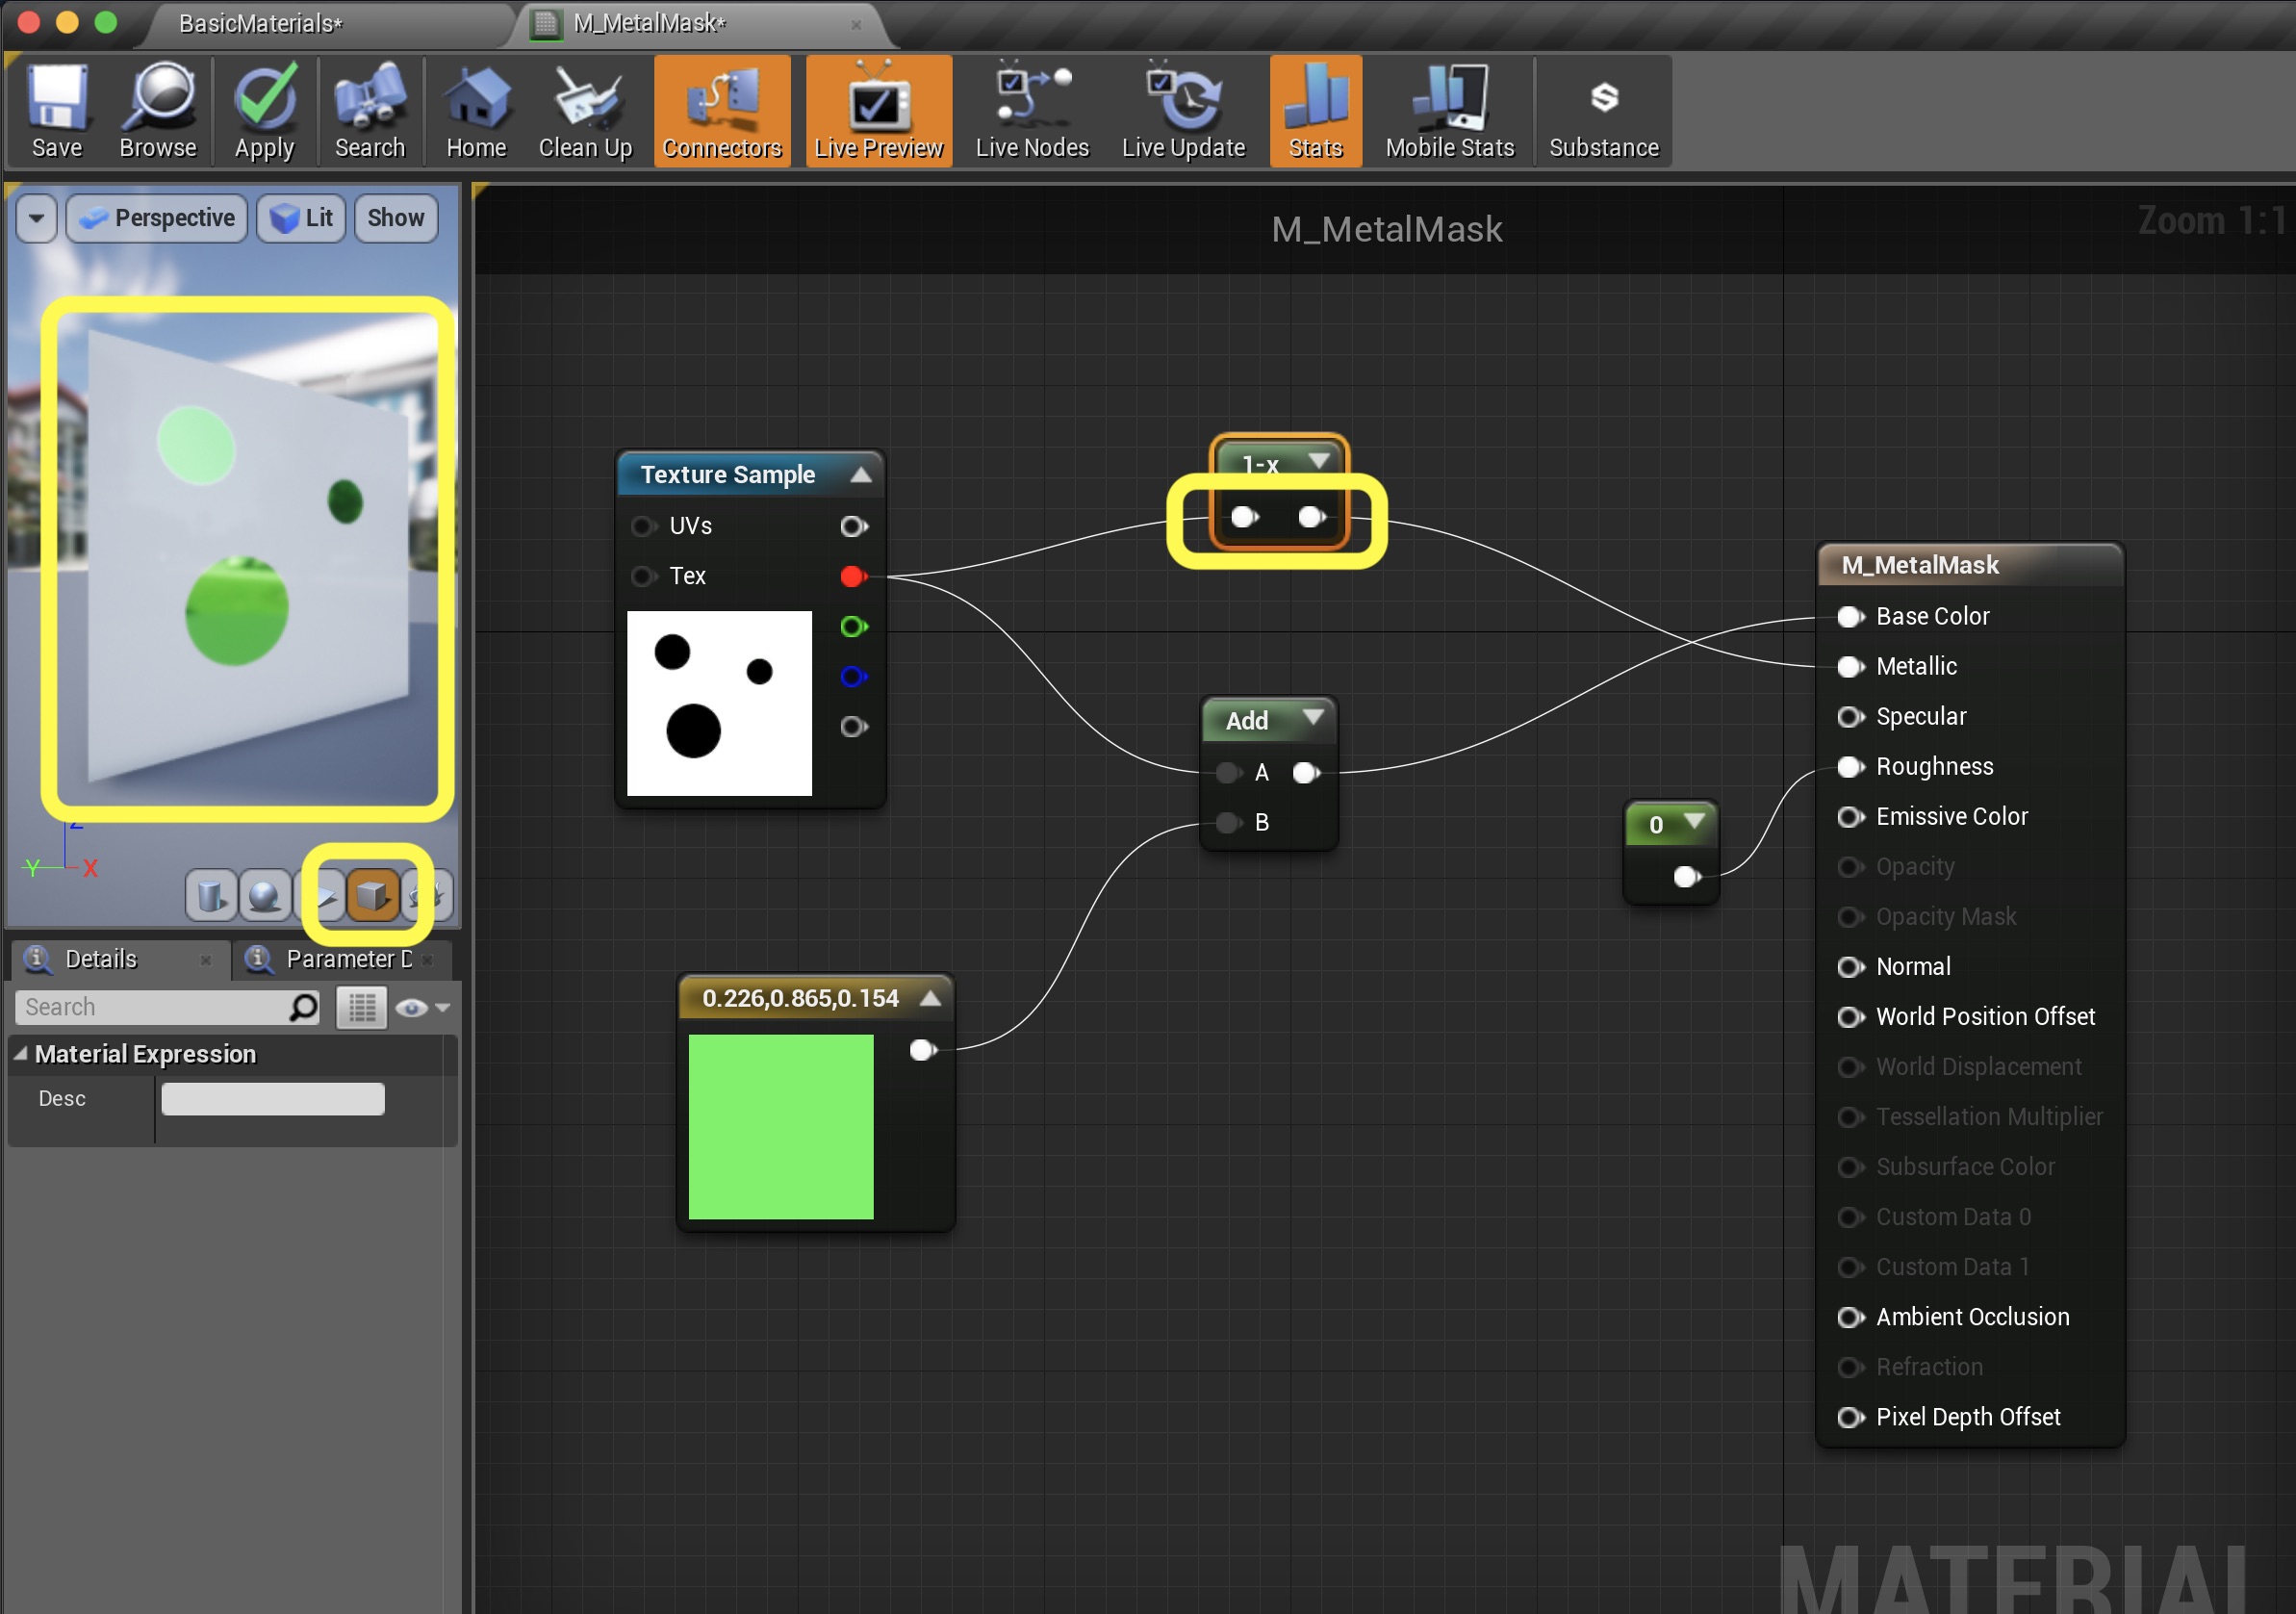 BasicMaterials*
M_MetalMask*
Save
Browse
Apply
Search
Home
Clean Up
Connectors
Live Preview
Live Nodes
Live Update
Stats
Mobile Stats
Substance
Perspective
Lit
Show
M_MetalMask
Zoom 1:1
Texture Sample
UVs
Tex
1-x
Add
A
B
0
0.226,0.865,0.154
M_MetalMask
Base Color
Metallic
Specular
Roughness
Emissive Color
Opacity
Opacity Mask
Normal
World Position Offset
World Displacement
Tessellation Multiplier
Subsurface Color
Custom Data 0
Custom Data 1
Ambient Occlusion
Refraction
Pixel Depth Offset
Z
Y
X
Details
Parameter D
Search
Material Expression
Desc
MATERIAL